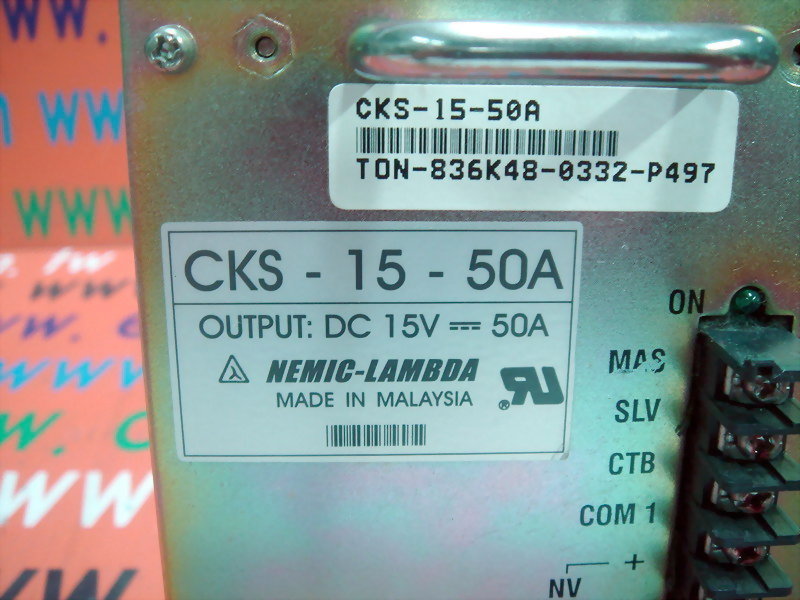 CKS-15-50A
TON-836K48-0332-P497
CKS - 15 - 50A
OUTPUT: DC 15V 50A
NEMIC-LAMBDA
MADE IN MALAYSIA
ON
MAS
SLV
CTB
COM 1
+
NV